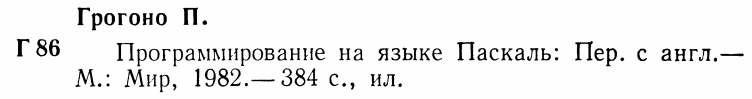 Грогоно П.
Г 86 Программирование на языке Паскаль: Пер. с англ.—
М.: Мир, 1982.— 384 с., ил.